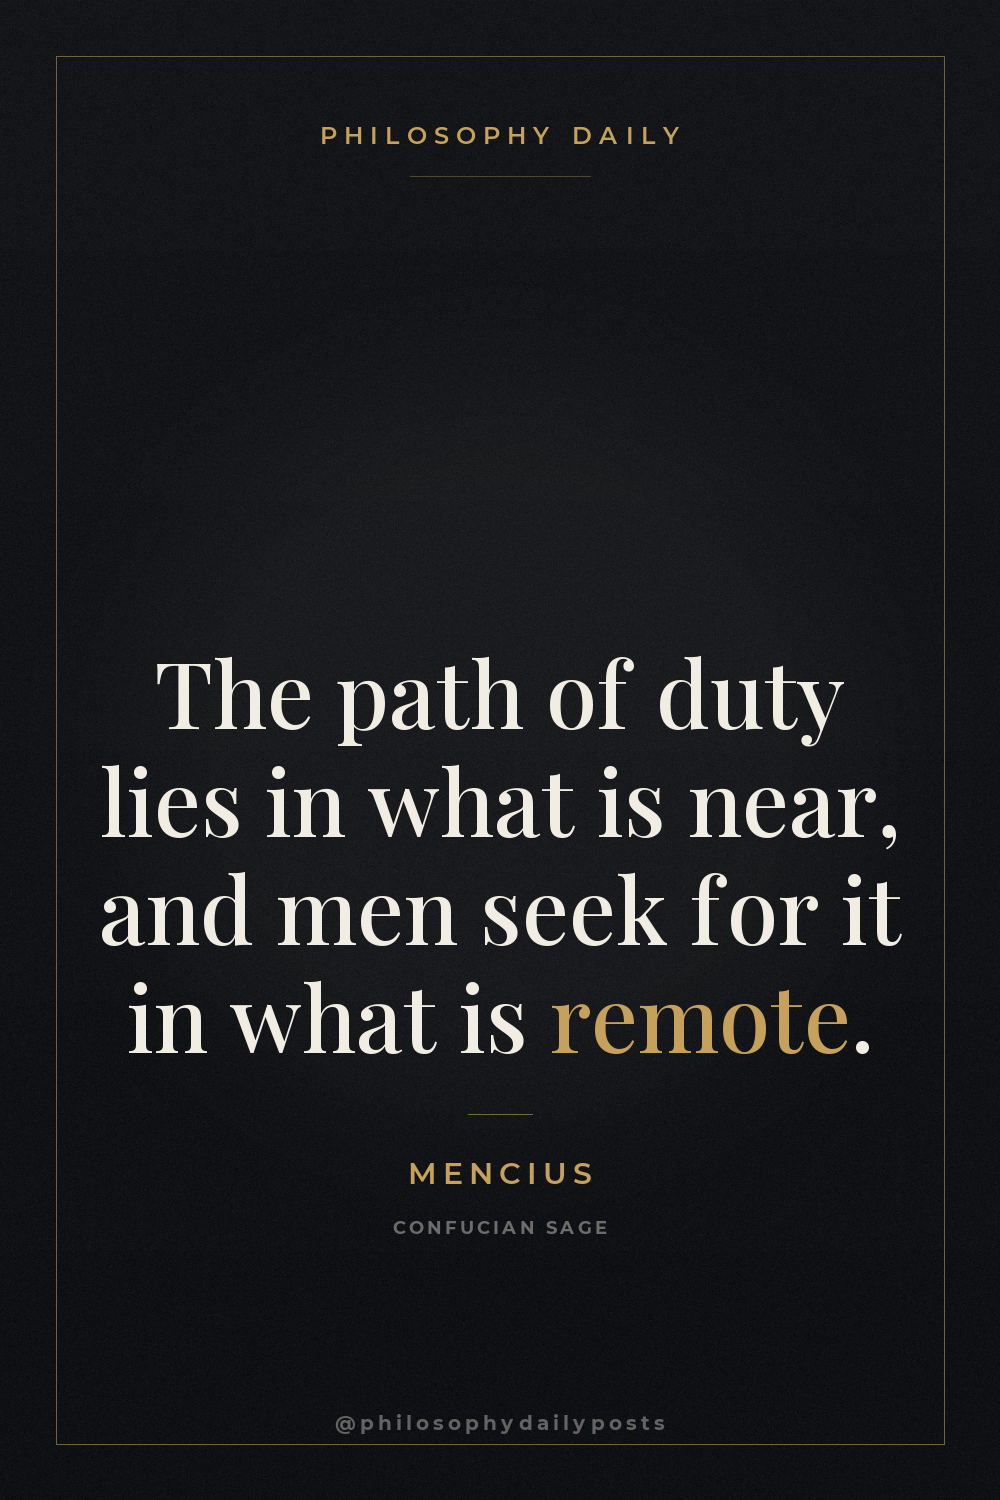 PHILOSOPHY DAILY
The path of duty
lies in what is near,
and men seek for it
in what is remote.
MENCIUS
CONFUCIAN SAGE
@philosophydailyposts